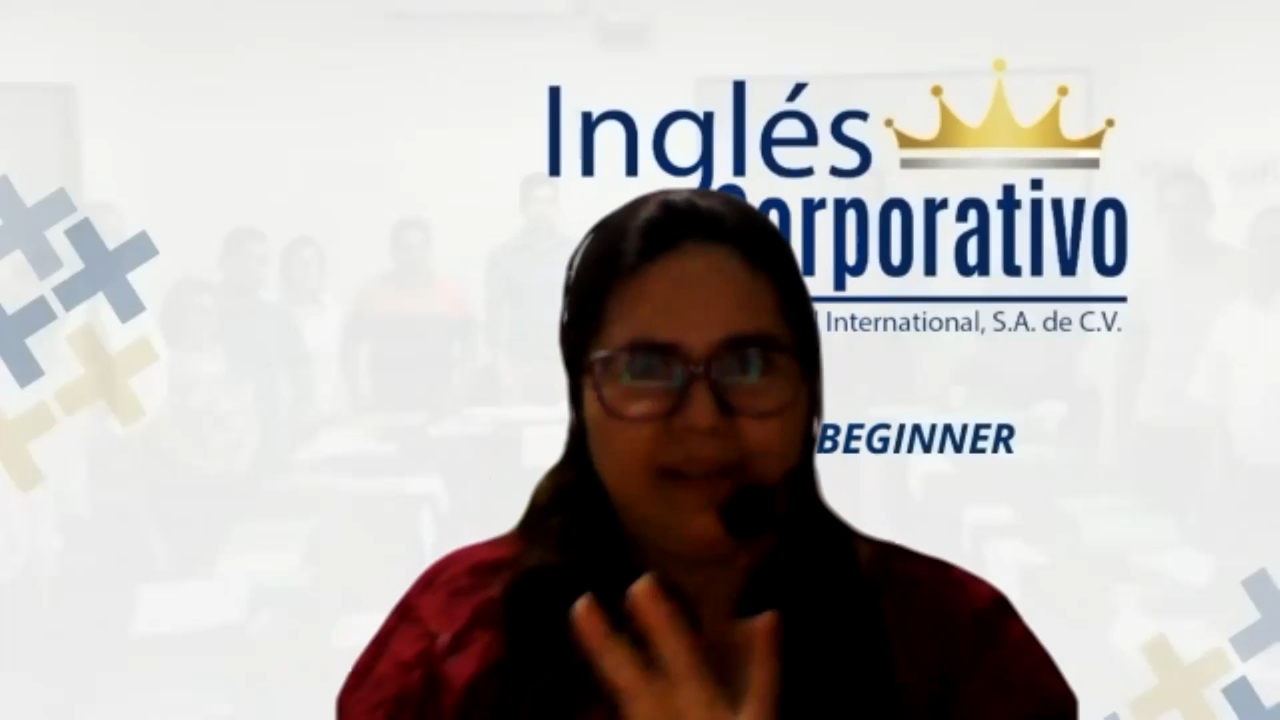 Inglés
orporativo
International, S.A. de C.V.
BEGINNER